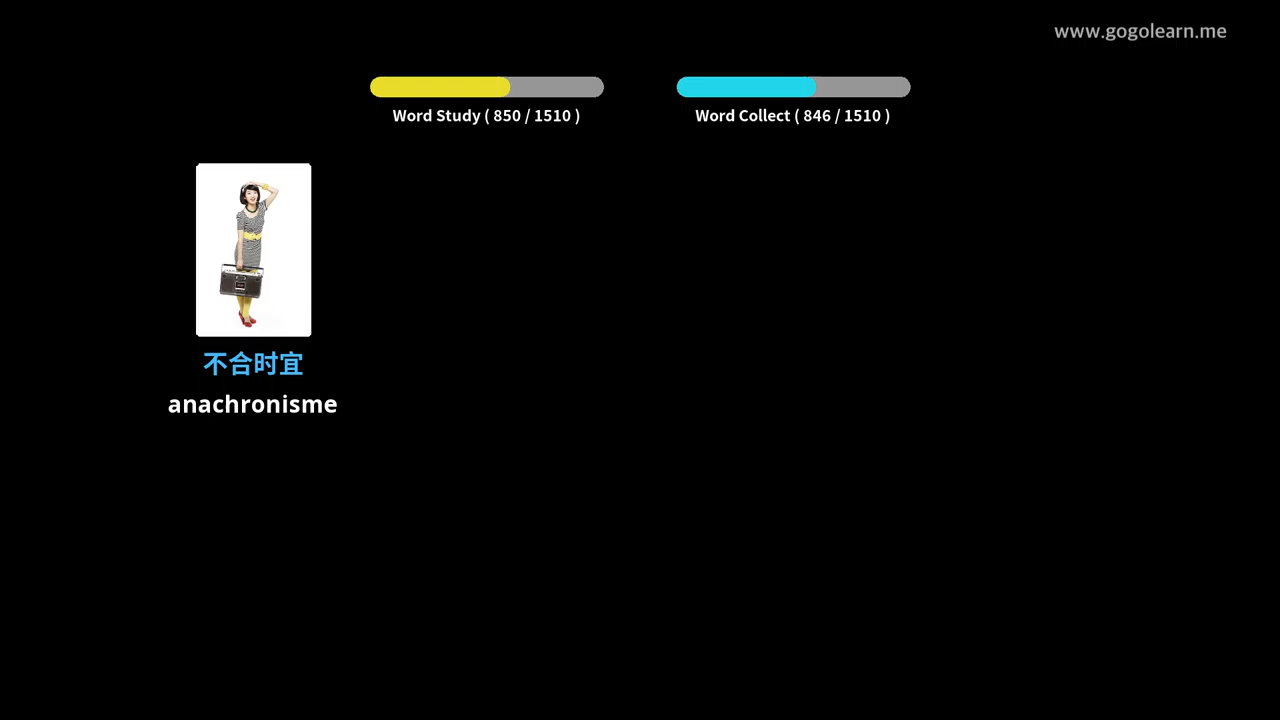 www.gogolearn.me
Word Study ( 850 / 1510 )
Word Collect ( 846 / 1510 )
不合时宜
anachronisme